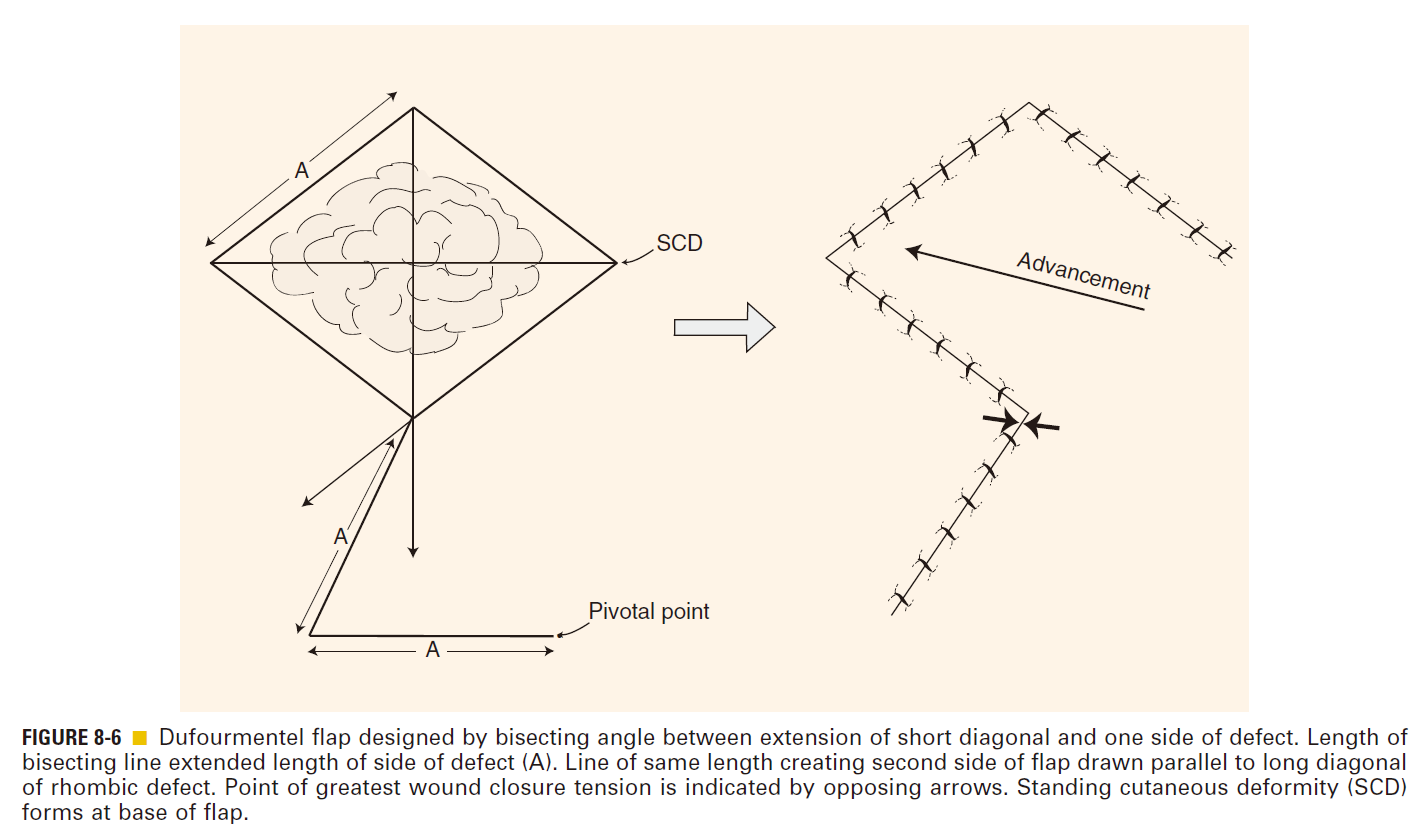 A
SCD
Advancement
A
Pivotal point
A
FIGURE 8-6 ■ Dufourmentel flap designed by bisecting angle between extension of short diagonal and one side of defect. Length of
bisecting line extended length of side of defect (A). Line of same length creating second side of flap drawn parallel to long diagonal
of rhombic defect. Point of greatest wound closure tension is indicated by opposing arrows. Standing cutaneous deformity (SCD)
forms at base of flap.